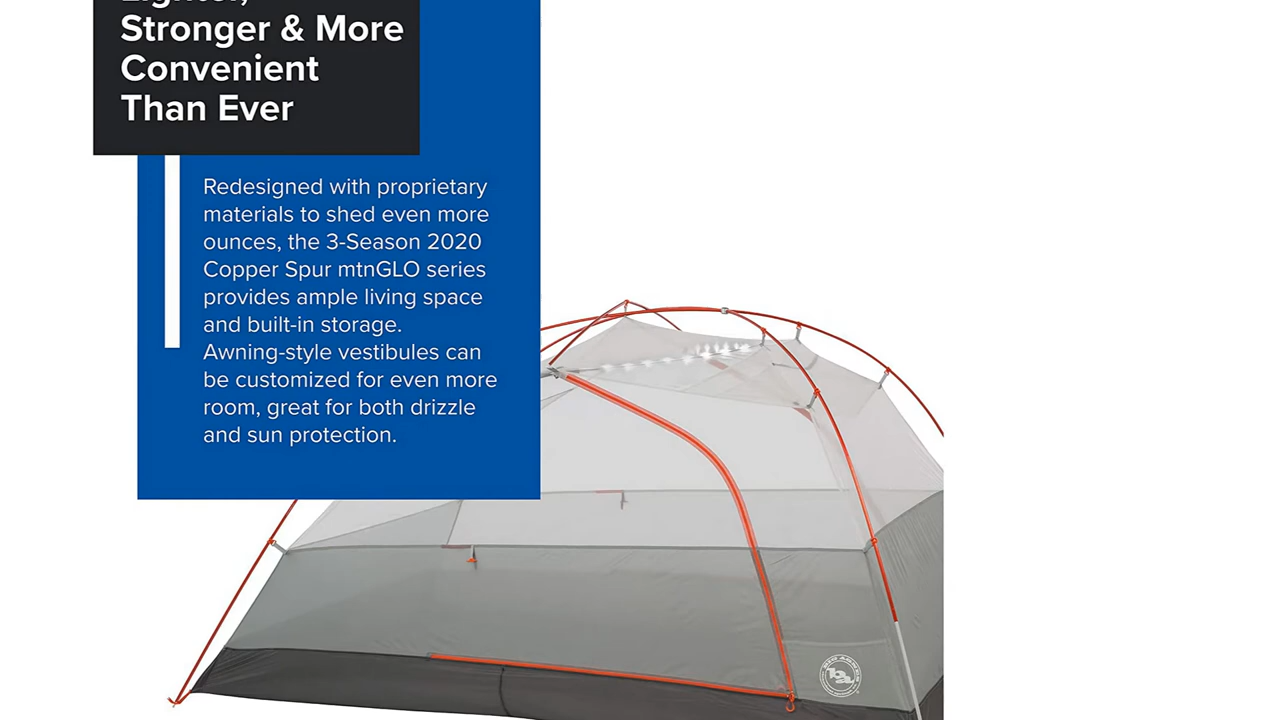 Lighter,
Stronger & More
Convenient
Than Ever
Redesigned with proprietary
materials to shed even more
ounces, the 3-Season 2020
Copper Spur mtnGLO series
provides ample living space
and built-in storage.
Awning-style vestibules can
be customized for even more
room, great for both drizzle
and sun protection.